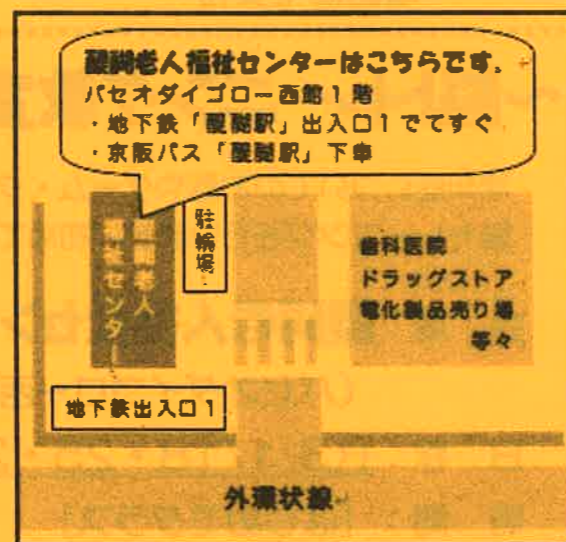 醍醐老人福祉センターはこちらです。
パセオダイゴロー西館1階
・地下鉄「醍醐駅」出入口1でてすぐ
・京阪バス「醍醐駅」下車
醍醐老人
福祉センター
駐輪場
歯科医院
ドラッグストア
電化製品売り場
等々
地下鉄出入口1
外環状線